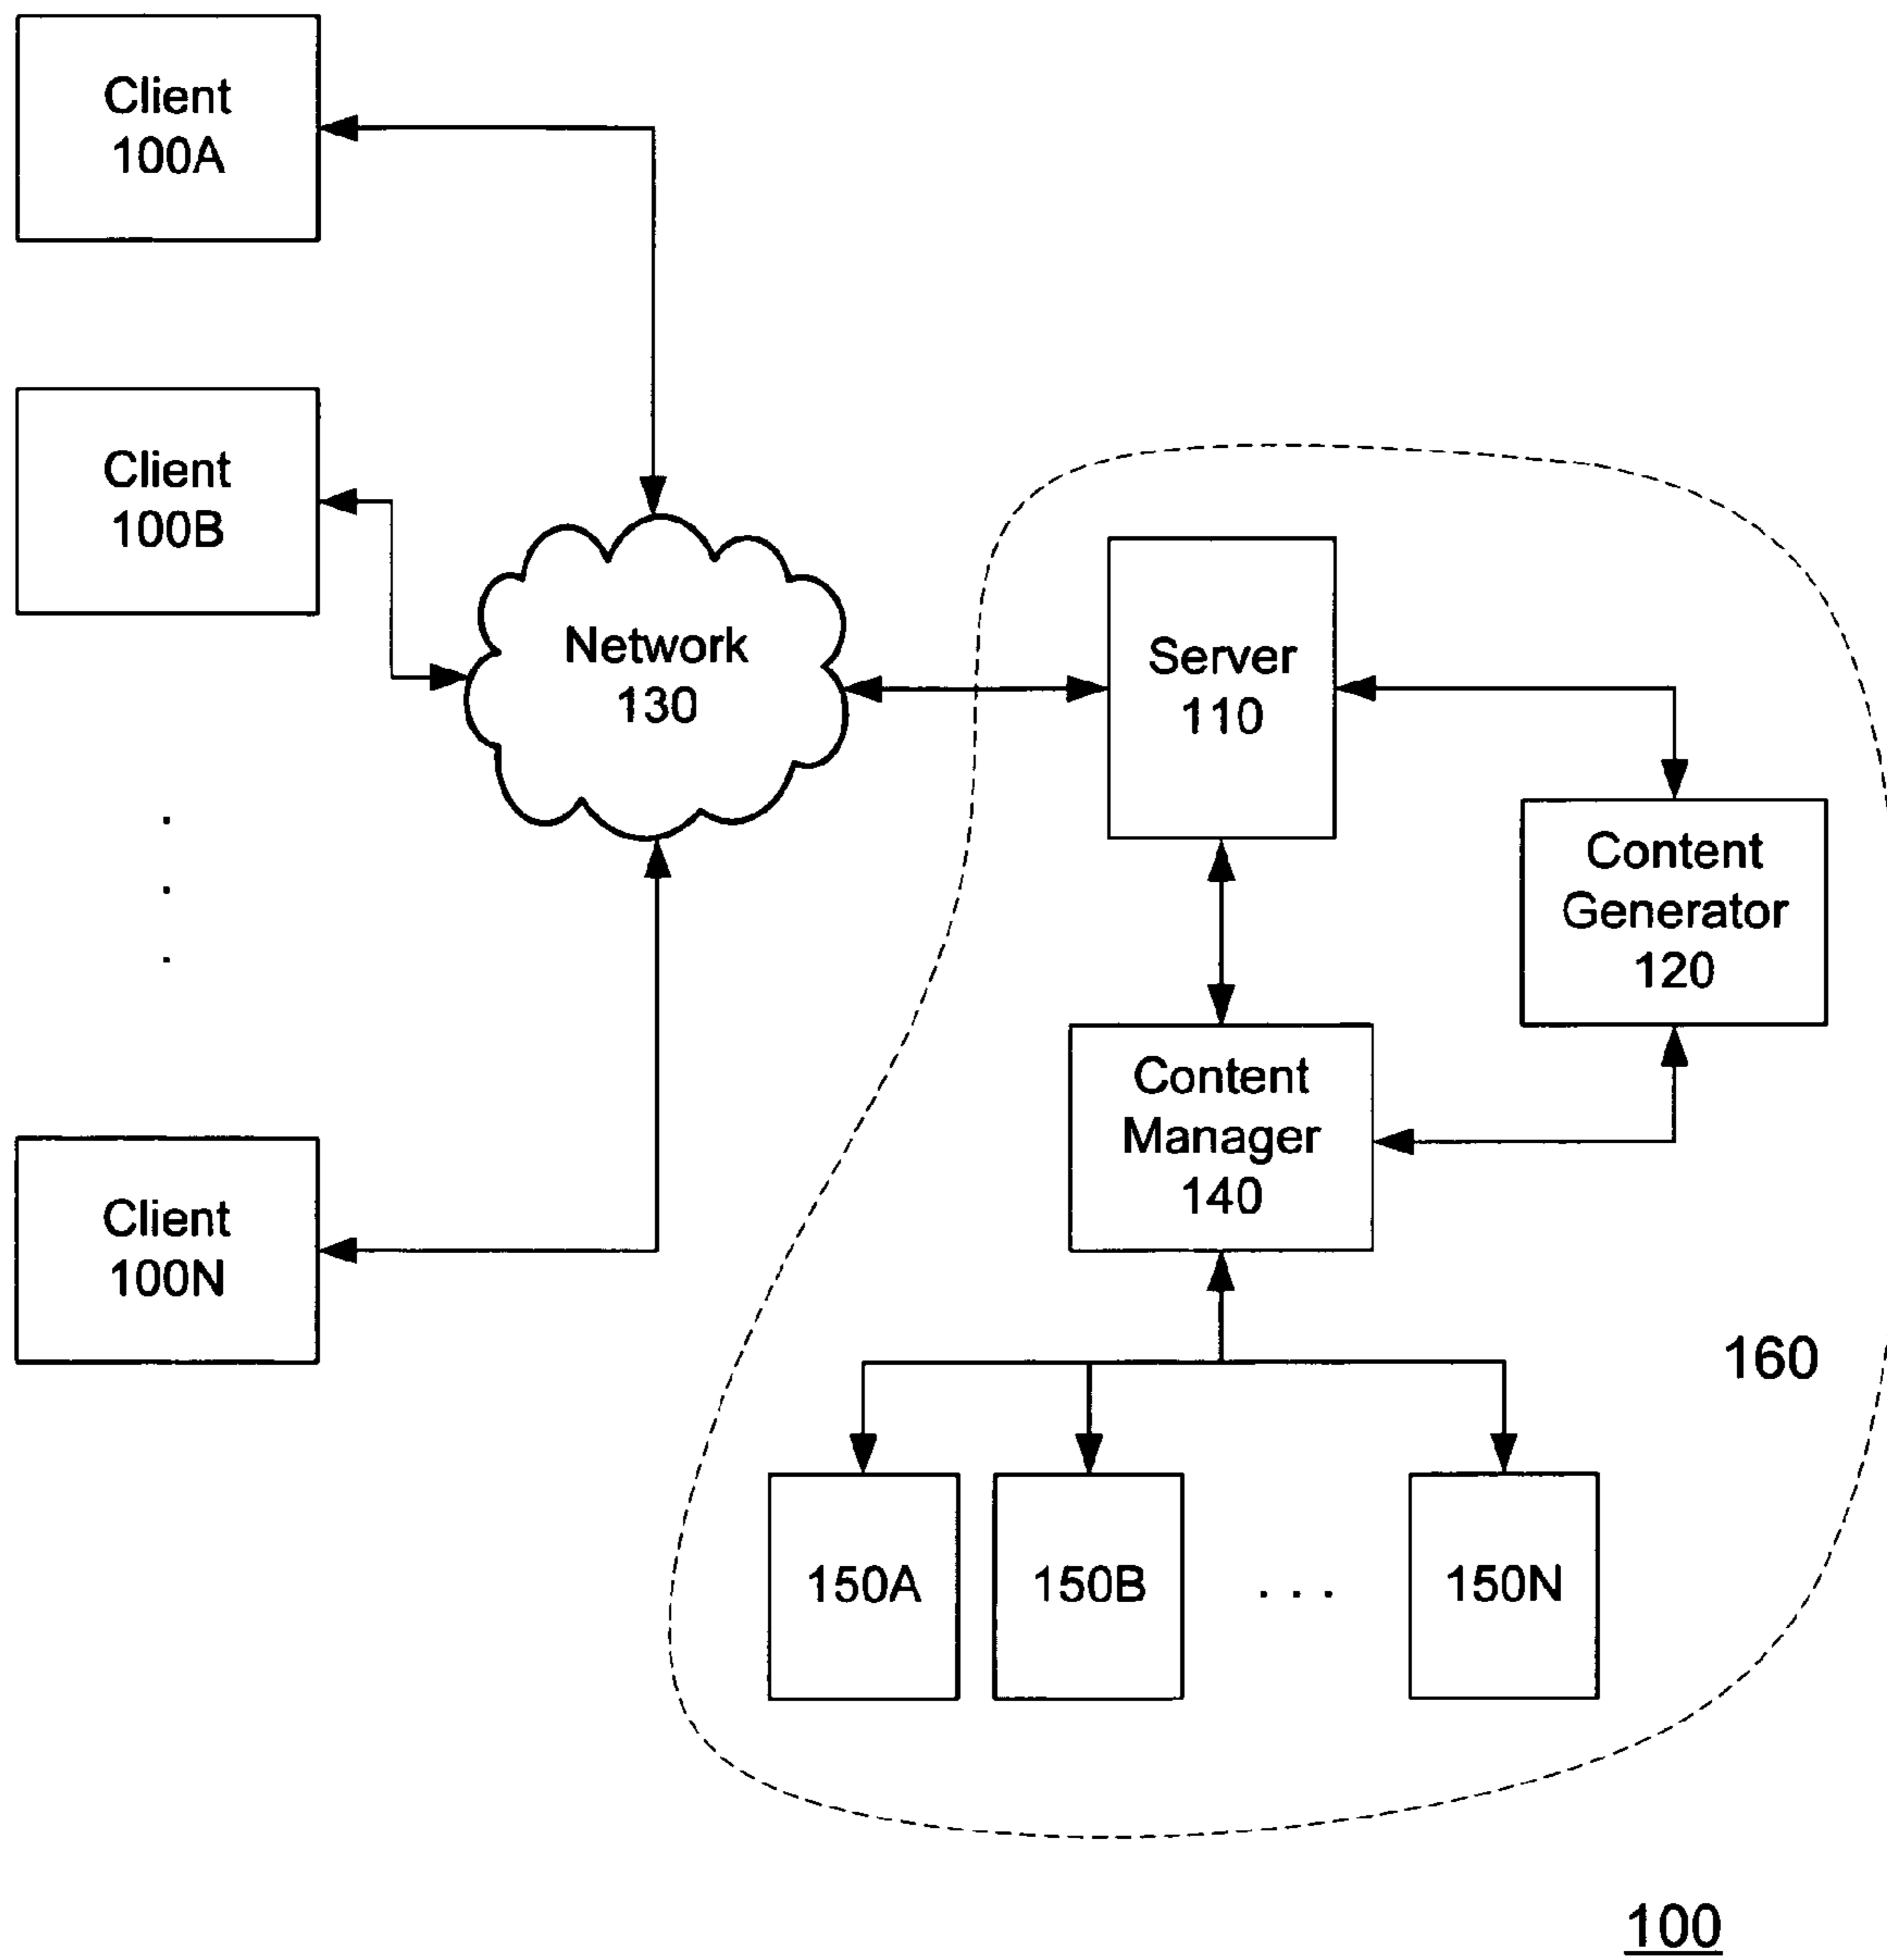 Client
100A
Client
100B
Network
130
Server
110
Content
Generator
120
.
.
.
Content
Manager
140
Client
100N
160
150A
150B
. . .
150N
100